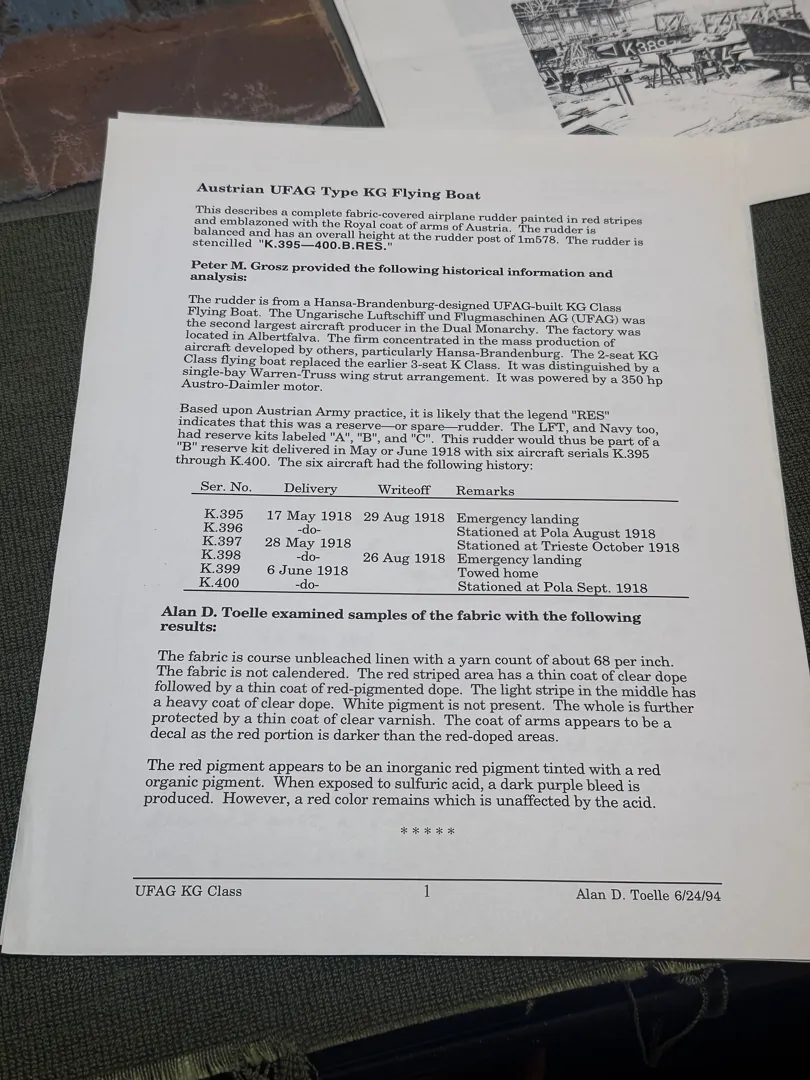 K.389
Austrian UFAG Type KG Flying Boat
This describes a complete fabric-covered airplane rudder painted in red stripes
and emblazoned with the Royal coat of arms of Austria. The rudder is
balanced and has an overall height at the rudder post of 1m578. The rudder is
stencilled "K.395—400.B.RES."
Peter M. Grosz provided the following historical information and
analysis:
The rudder is from a Hansa-Brandenburg-designed UFAG-built KG Class
Flying Boat. The Ungarische Luftschiff und Flugmaschinen AG (UFAG) was
the second largest aircraft producer in the Dual Monarchy. The factory was
located in Albertfalva. The firm concentrated in the mass production of
aircraft developed by others, particularly Hansa-Brandenburg. The 2-seat KG
Class flying boat replaced the earlier 3-seat K Class. It was distinguished by a
single-bay Warren-Truss wing strut arrangement. It was powered by a 350 hp
Austro-Daimler motor.
Based upon Austrian Army practice, it is likely that the legend "RES"
indicates that this was a reserve—or spare—rudder. The LFT, and Navy too,
had reserve kits labeled "A", "B", and "C". This rudder would thus be part of a
"B" reserve kit delivered in May or June 1918 with six aircraft serials K.395
through K.400. The six aircraft had the following history:
Ser. No. Delivery Writeoff Remarks
K.395 17 May 1918 29 Aug 1918 Emergency landing
K.396 -do- Stationed at Pola August 1918
K.397 28 May 1918 Stationed at Trieste October 1918
K.398 -do- 26 Aug 1918 Emergency landing
K.399 6 June 1918 Towed home
K.400 -do- Stationed at Pola Sept. 1918
Alan D. Toelle examined samples of the fabric with the following
results:
The fabric is course unbleached linen with a yarn count of about 68 per inch.
The fabric is not calendered. The red striped area has a thin coat of clear dope
followed by a thin coat of red-pigmented dope. The light stripe in the middle has
a heavy coat of clear dope. White pigment is not present. The whole is further
protected by a thin coat of clear varnish. The coat of arms appears to be a
decal as the red portion is darker than the red-doped areas.
The red pigment appears to be an inorganic red pigment tinted with a red
organic pigment. When exposed to sulfuric acid, a dark purple bleed is
produced. However, a red color remains which is unaffected by the acid.
* * * * *
UFAG KG Class 1 Alan D. Toelle 6/24/94